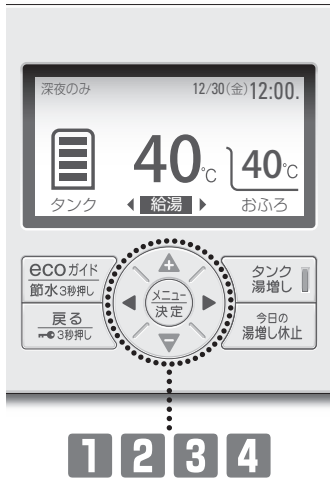 深夜のみ 12/30(金)12:00.
40℃ 40℃
タンク 給湯 おふろ
ecoガイド
節水3秒押し
戻る
3秒押し
メニュー
決定
タンク
湯増し
今日の
湯増し休止
1 2 3 4